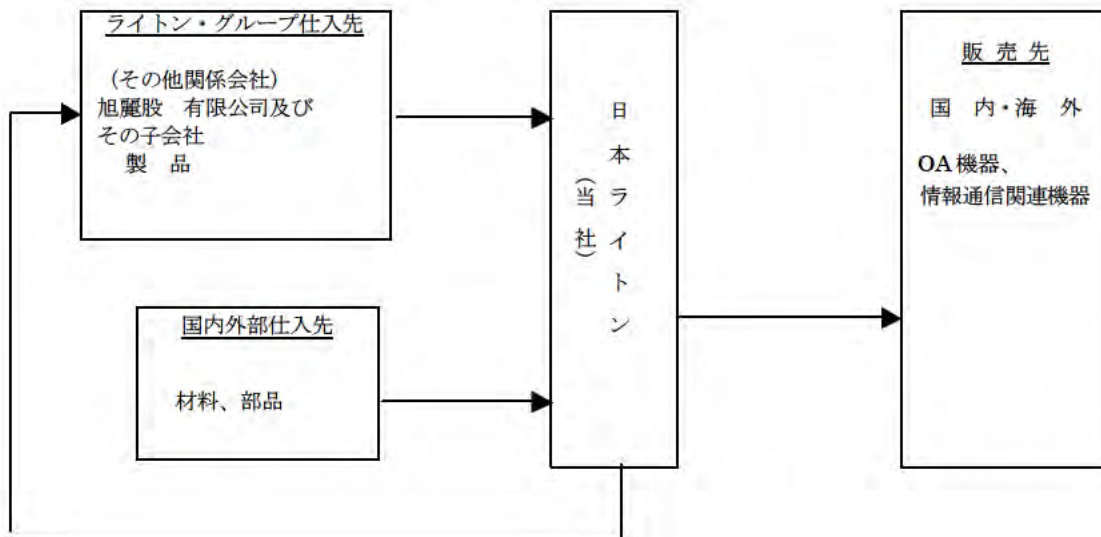 ライトン・グループ仕入先
（その他関係会社）
旭麗股　有限公司及び
その子会社
製　品
国内外部仕入先
材料、部品
日本ライトン
（当社）
販 売 先
国　内・海　外
OA 機器、
情報通信関連機器